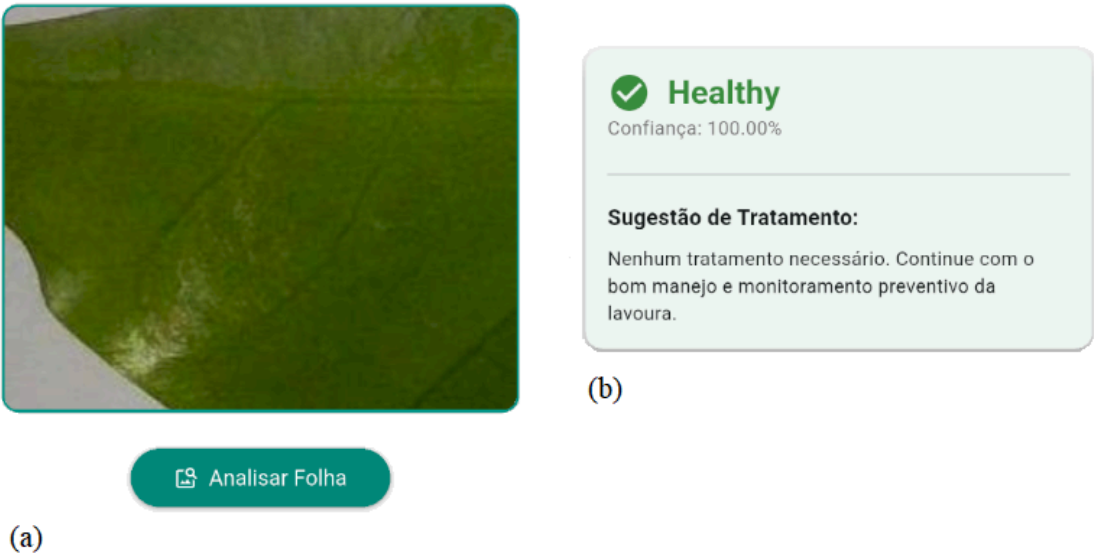 Analisar Folha
(a)
Healthy
Confiança: 100.00%
Sugestão de Tratamento:
Nenhum tratamento necessário. Continue com o
bom manejo e monitoramento preventivo da
lavoura.
(b)